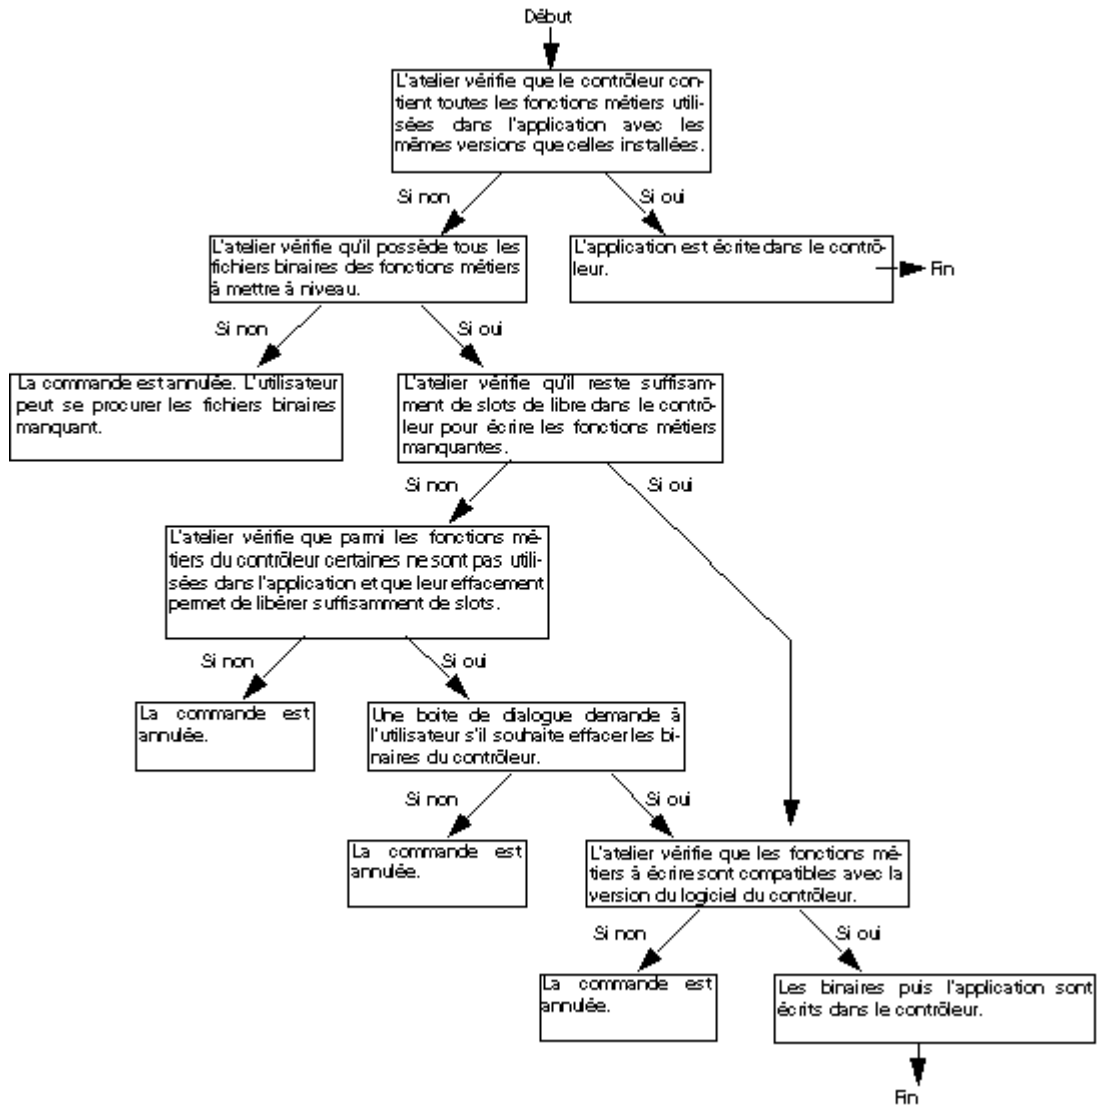 Début
L'atelier vérifie que le contrôleur con-
tient toutes les fonctions métiers utili-
sées dans l'application avec les
mêmes versions que celles installées.
Si non
Si oui
L'atelier vérifie qu'il possède tous les
fichiers binaires des fonctions métiers
à mettre à niveau.
L'application est écrite dans le contrô-
leur.
Fin
Si non
Si oui
La commande est annulée. L'utilisateur
peut se procurer les fichiers binaires
manquant.
L'atelier vérifie qu'il reste suffisam-
ment de slots de libre dans le contrô-
leur pour écrire les fonctions métiers
manquantes.
Si non
Si oui
L'atelier vérifie que parmi les fonctions mé-
tiers du contrôleur certaines ne sont pas utili-
sées dans l'application et que leur effacement
permet de libérer suffisamment de slots.
Si non
Si oui
La commande est
annulée.
Une boite de dialogue demande à
l'utilisateur s'il souhaite effacer les bi-
naires du contrôleur.
Si non
Si oui
La commande est
annulée.
L'atelier vérifie que les fonctions mé-
tiers à écrire sont compatibles avec la
version du logiciel du contrôleur.
Si non
Si oui
La commande est
annulée.
Les binaires puis l'application sont
écrits dans le contrôleur.
Fin